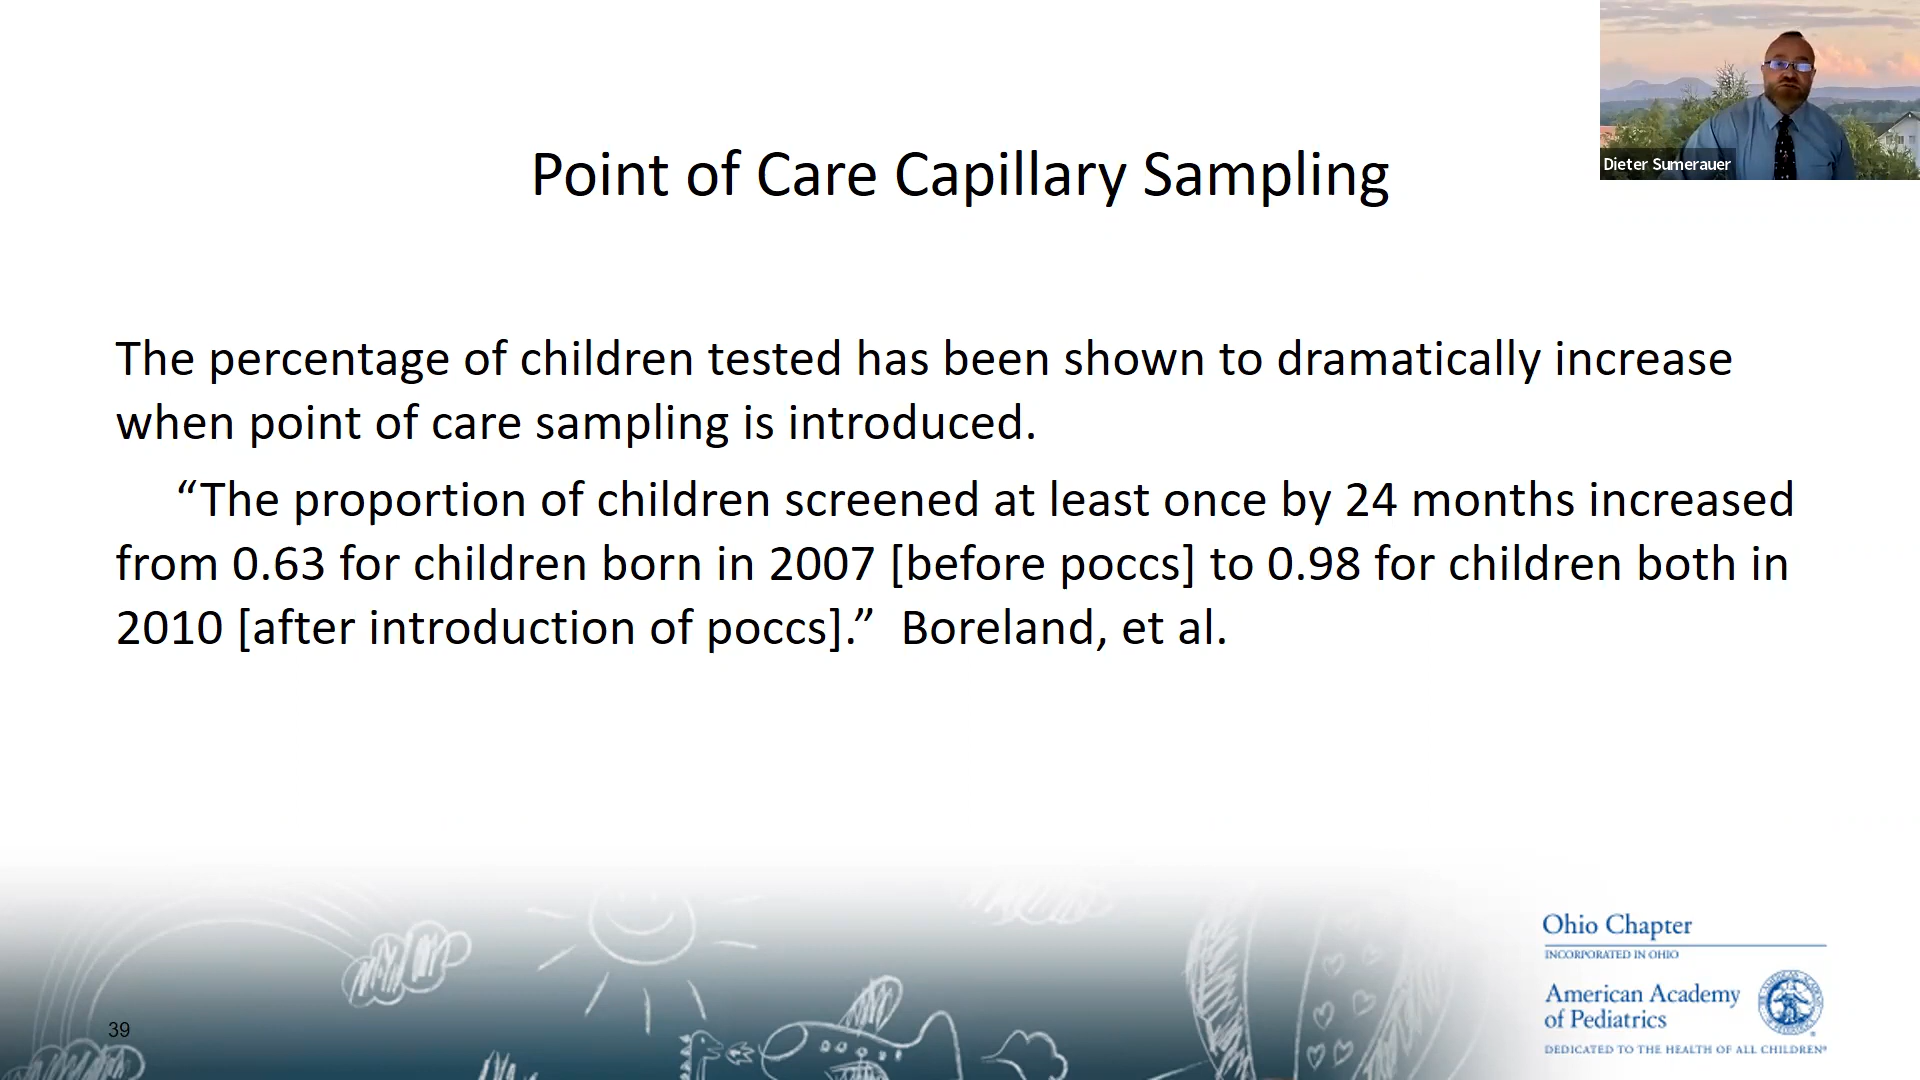 Point of Care Capillary Sampling
Dieter Sumerauer
The percentage of children tested has been shown to dramatically increase
when point of care sampling is introduced.
“The proportion of children screened at least once by 24 months increased
from 0.63 for children born in 2007 [before poccs] to 0.98 for children both in
2010 [after introduction of poccs].”  Boreland, et al.
Ohio Chapter
INCORPORATED IN OHIO
American Academy
of Pediatrics
DEDICATED TO THE HEALTH OF ALL CHILDREN®
39